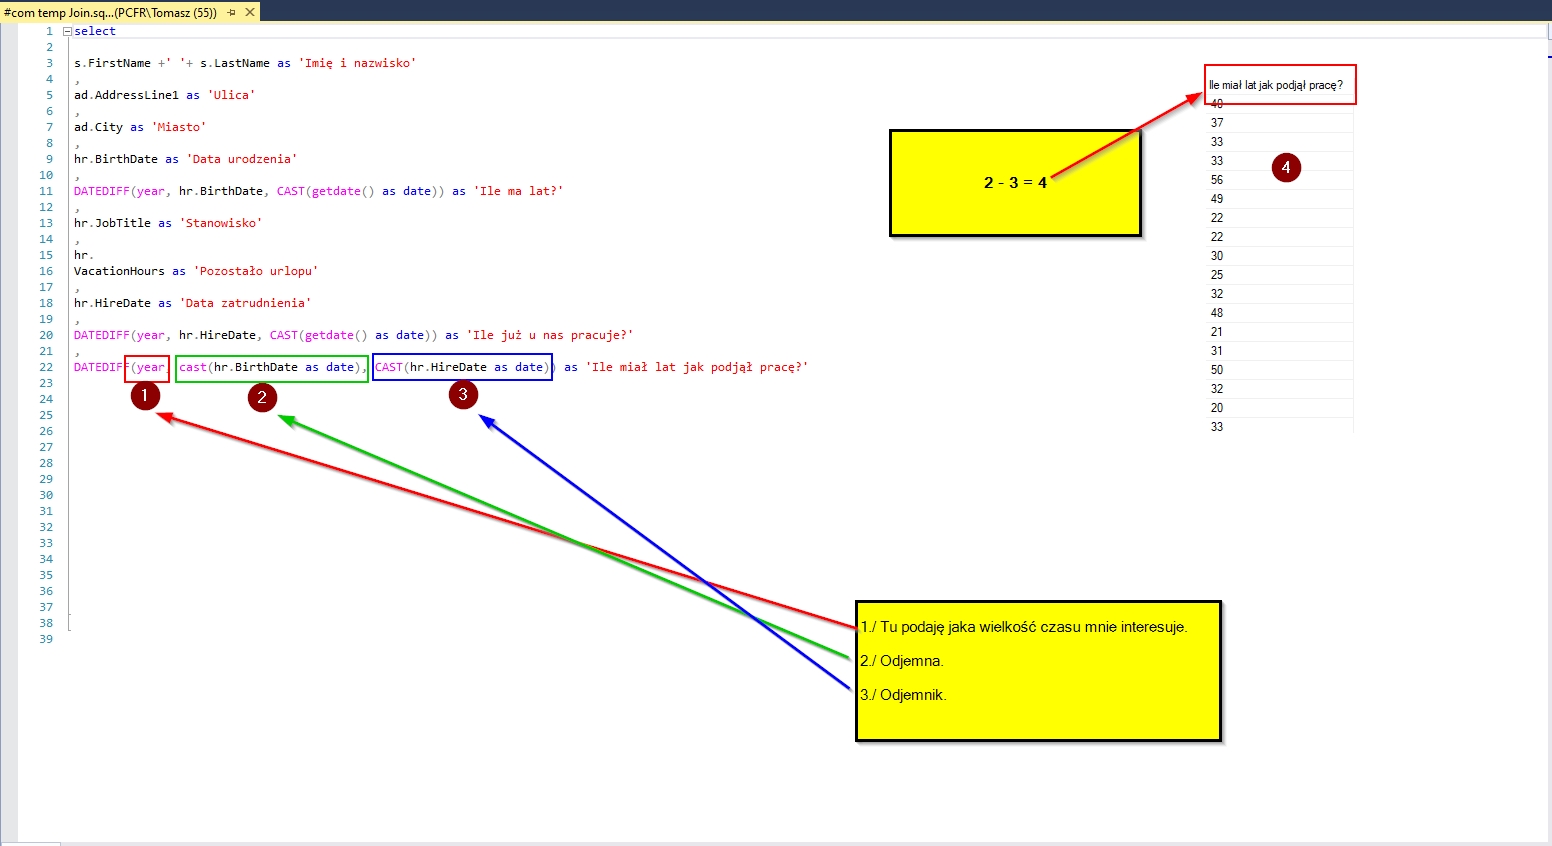 #com temp Join.sq...(PCFR\Tomasz (55))
1 select
2
3 s.FirstName +' '+ s.LastName as 'Imię i nazwisko'
4 ,
5 ad.AddressLine1 as 'Ulica'
6 ,
7 ad.City as 'Miasto'
8 ,
9 hr.BirthDate as 'Data urodzenia'
10 ,
11 DATEDIFF(year, hr.BirthDate, CAST(getdate() as date)) as 'Ile ma lat?'
12 ,
13 hr.JobTitle as 'Stanowisko'
14 ,
15 hr.
16 VacationHours as 'Pozostało urlopu'
17 ,
18 hr.HireDate as 'Data zatrudnienia'
19 ,
20 DATEDIFF(year, hr.HireDate, CAST(getdate() as date)) as 'Ile już u nas pracuje?'
21 ,
22 DATEDIFF(year, cast(hr.BirthDate as date), CAST(hr.HireDate as date)) as 'Ile miał lat jak podjął pracę?'
23
24
25
26
27
28
29
30
31
32
33
34
35
36
37
38
39
1
2
3
2 - 3 = 4
Ile miał lat jak podjął pracę?
40
37
33
33
56
49
22
22
30
25
32
48
21
31
50
32
20
33
4
1./ Tu podaję jaka wielkość czasu mnie interesuje.
2./ Odjemna.
3./ Odjemnik.